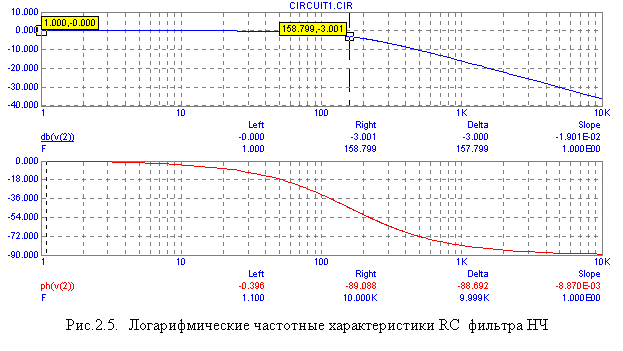 CIRCUIT1.CIR
10.000
0.000
-10.000
-20.000
-30.000
-40.000
1.000,-0.000
158.799,-3.001
1 10 100 1K 10K
Left Right Delta Slope
db(v(2)) -0.000 -3.001 -3.000 -1.901E-02
F 1.000 158.799 157.799 1.000E00
0.000
-18.000
-36.000
-54.000
-72.000
-90.000
1 10 100 1K 10K
Left Right Delta Slope
ph(v(2)) -0.396 -89.088 -88.692 -8.870E-03
F 1.100 10.000K 9.999K 1.000E00
Рис.2.5. Логарифмические частотные характеристики RC фильтра НЧ